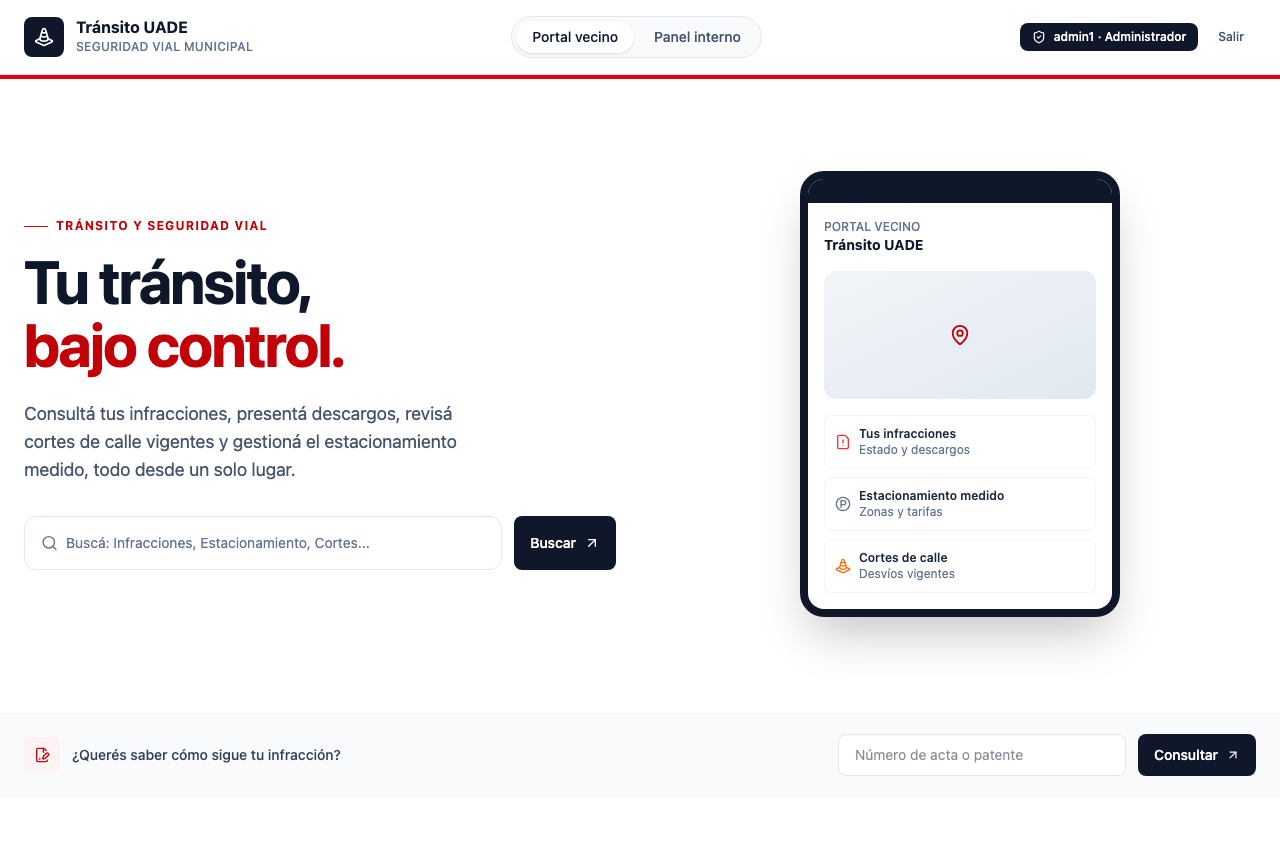 Tránsito UADE
SEGURIDAD VIAL MUNICIPAL
Portal vecino
Panel interno
admin1 · Administrador
Salir
TRÁNSITO Y SEGURIDAD VIAL
Tu tránsito,
bajo control.
Consultá tus infracciones, presentá descargos, revisá
cortes de calle vigentes y gestioná el estacionamiento
medido, todo desde un solo lugar.
Buscá: Infracciones, Estacionamiento, Cortes...
Buscar
PORTAL VECINO
Tránsito UADE
Tus infracciones
Estado y descargos
Estacionamiento medido
Zonas y tarifas
Cortes de calle
Desvíos vigentes
¿Querés saber cómo sigue tu infracción?
Número de acta o patente
Consultar